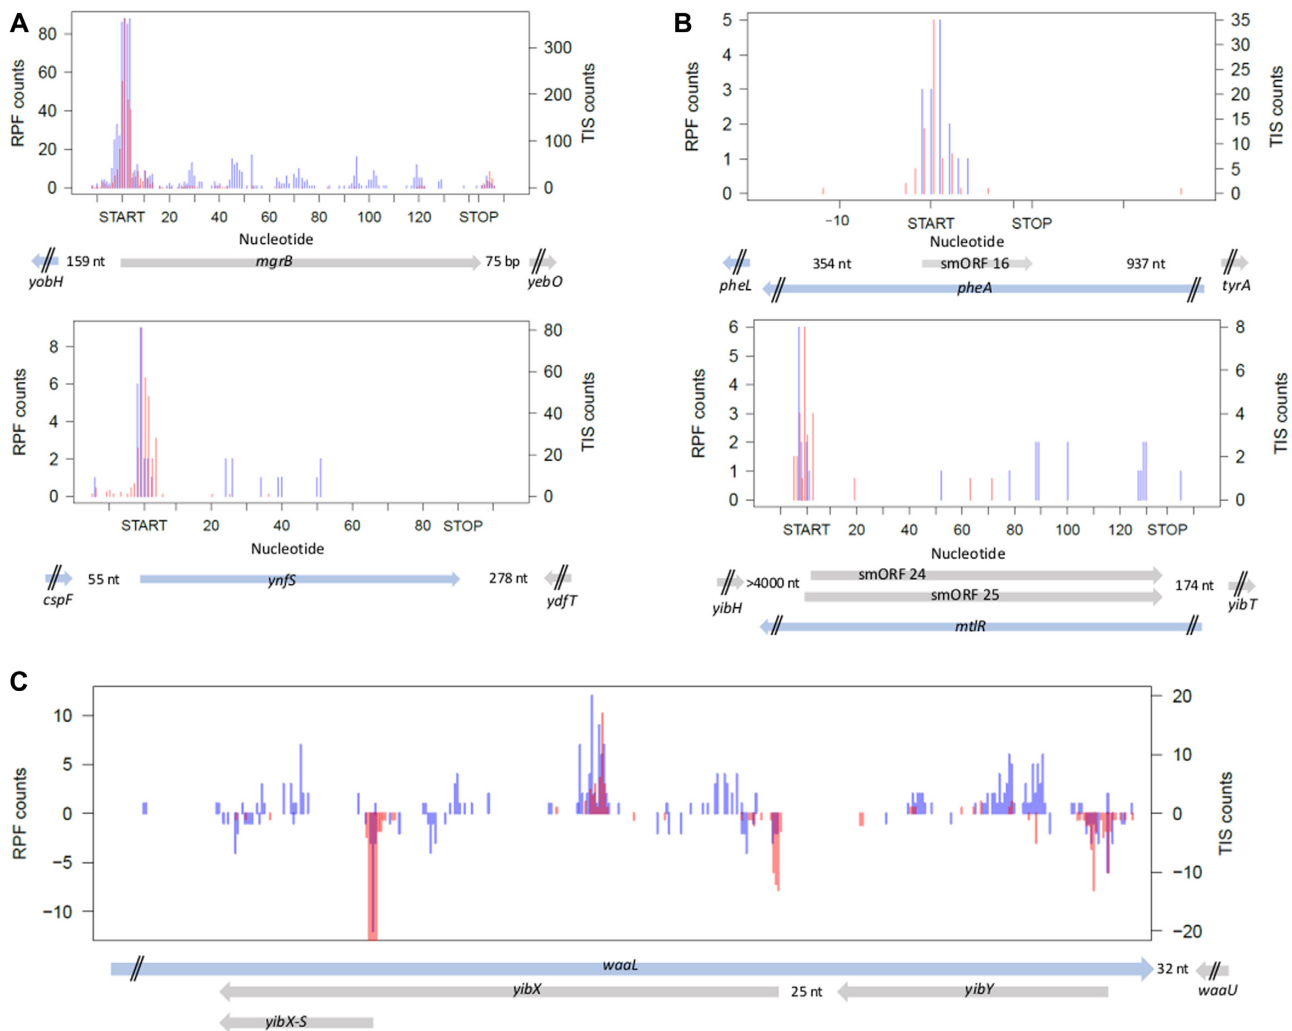 A
RPF counts
80
60
40
20
0
300
200
100
0
TIS counts
START 20 40 60 80 100 120 STOP
Nucleotide
159 nt mgrB 75 bp
yobH yebO
RPF counts
8
6
4
2
0
80
60
40
20
0
TIS counts
START 20 40 60 80 STOP
Nucleotide
55 nt ynfS 278 nt
cspF ydfT
B
RPF counts
5
4
3
2
1
0
35
30
25
20
15
10
5
0
TIS counts
−10 START STOP
Nucleotide
354 nt smORF 16 937 nt
pheL pheA tyrA
RPF counts
6
5
4
3
2
1
0
8
6
4
2
0
TIS counts
START 20 40 60 80 100 120 STOP
Nucleotide
>4000 nt smORF 24 174 nt
yibH smORF 25 yibT
mtlR
C
RPF counts
10
5
0
−5
−10
20
10
0
−10
−20
TIS counts
waaL 32 nt
yibX 25 nt yibY waaU
yibX-S